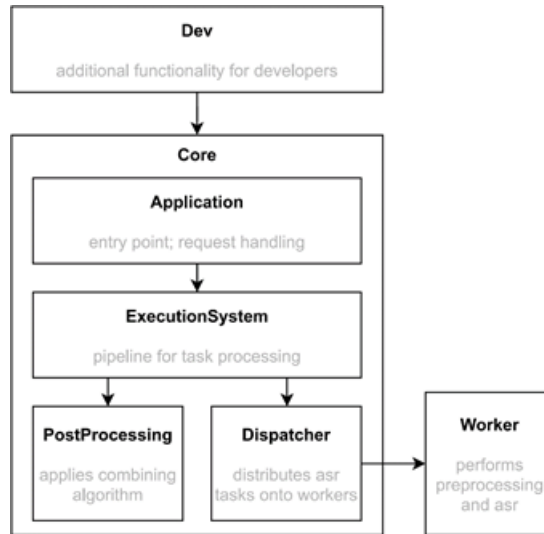 Dev
additional functionality for developers
Core
Application
entry point; request handling
ExecutionSystem
pipeline for task processing
PostProcessing
applies combining
algorithm
Dispatcher
distributes asr
tasks onto workers
Worker
performs
preprocessing
and asr